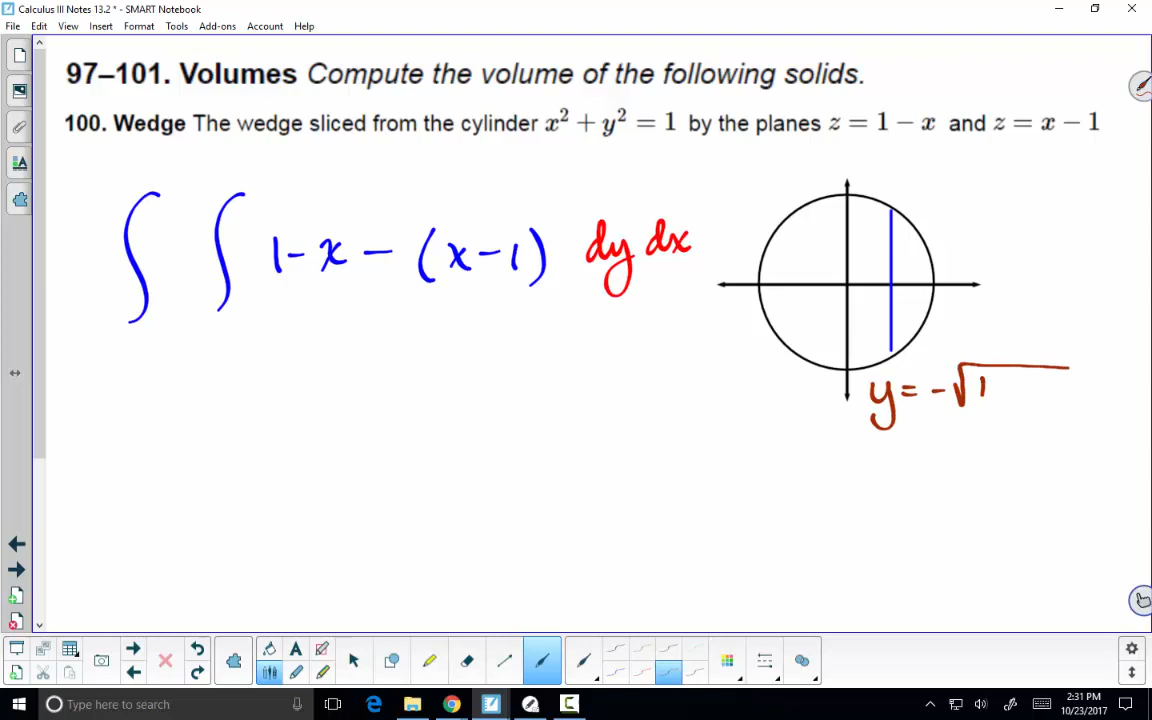 Calculus III Notes 13.2 * - SMART Notebook
File Edit View Insert Format Tools Add-ons Account Help
97–101. Volumes Compute the volume of the following solids.
100. Wedge The wedge sliced from the cylinder x² + y² = 1 by the planes z = 1 − x and z = x − 1
∫ ∫ 1-x - (x-1) dy dx
y = -√1
A
A
Type here to search
2:31 PM
10/23/2017